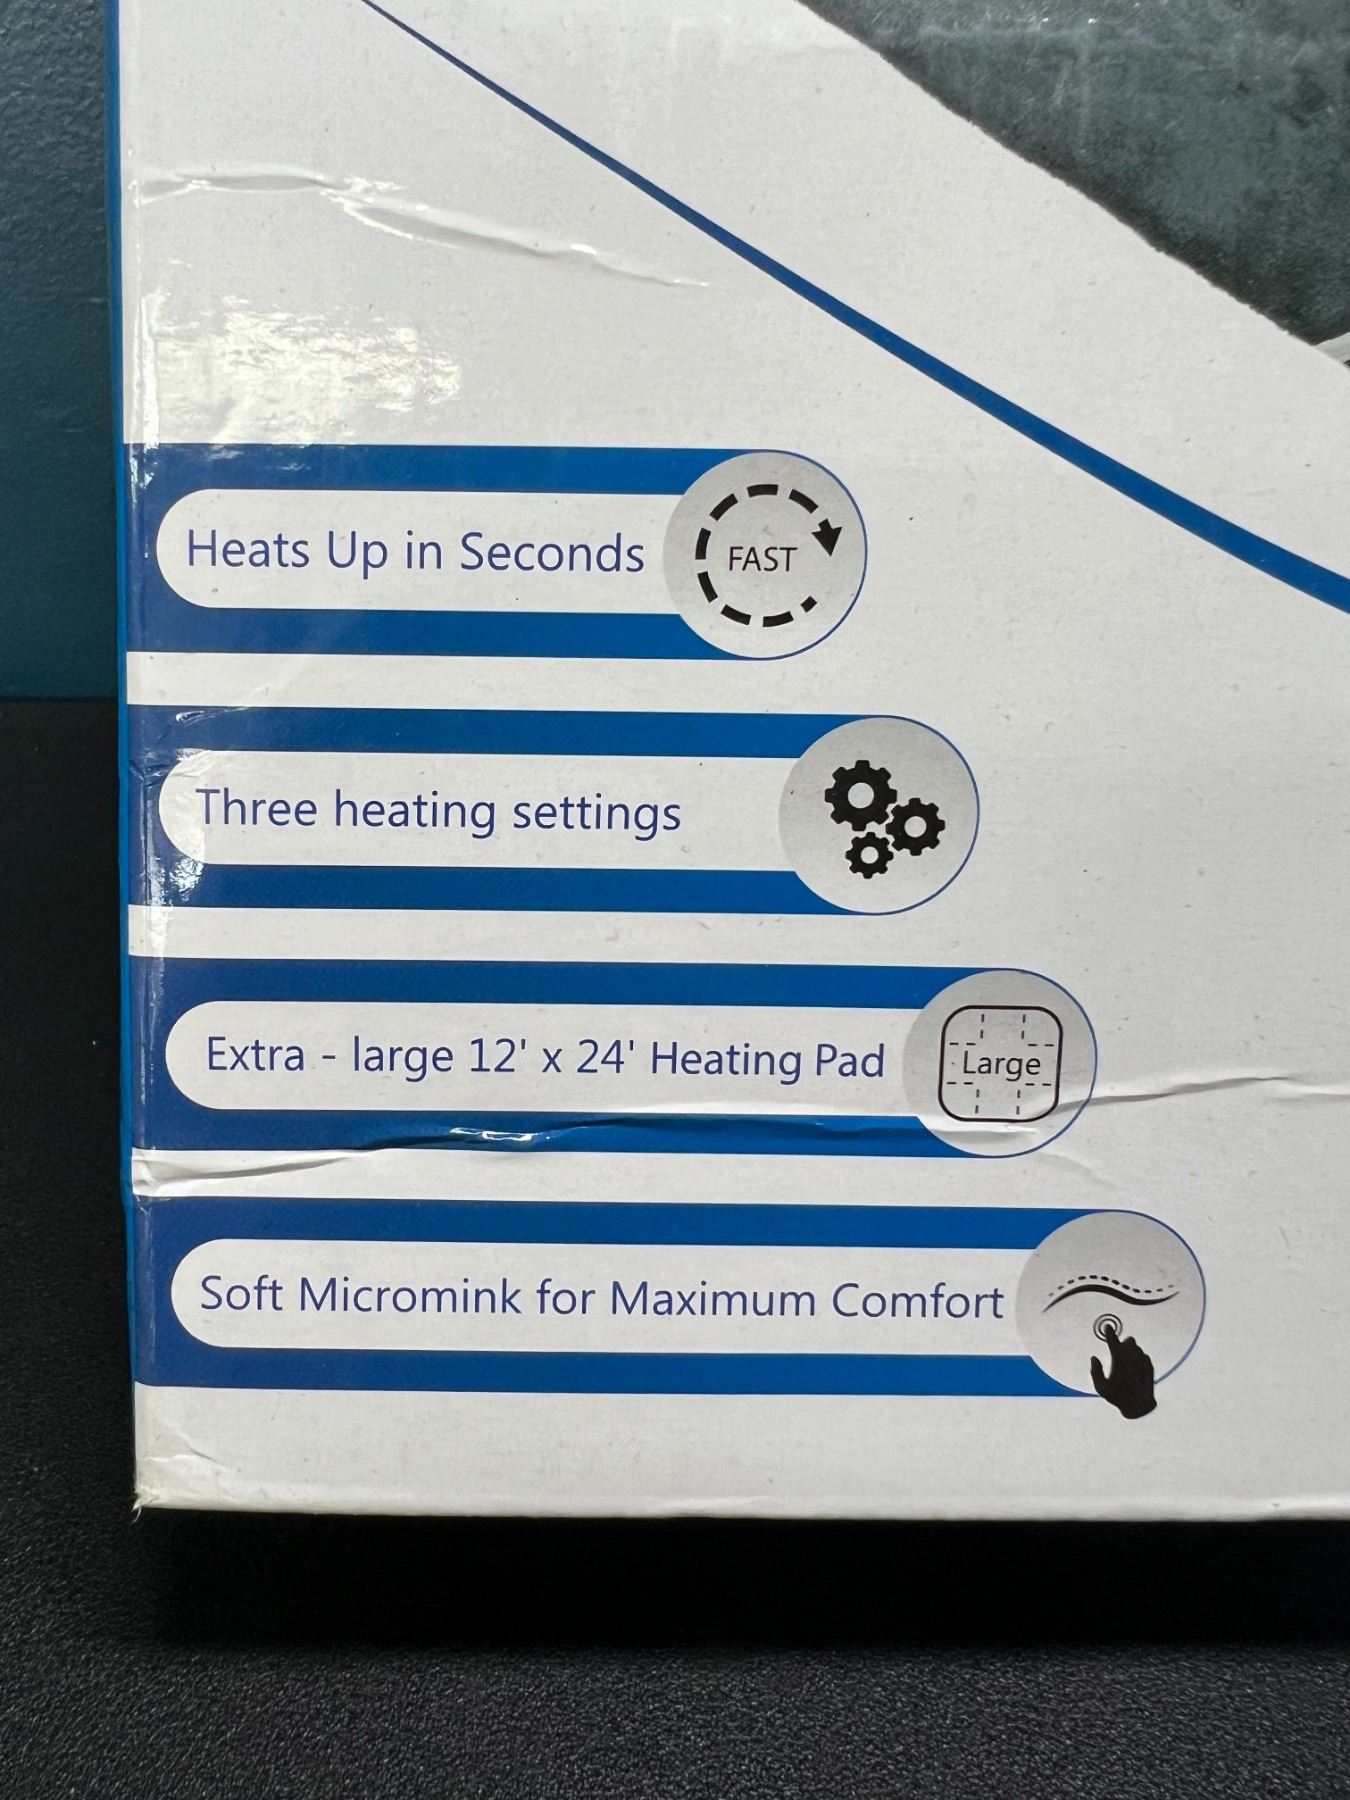 Heats Up in Seconds
FAST
Three heating settings
Extra - large 12' x 24' Heating Pad
Large
Soft Micromink for Maximum Comfort